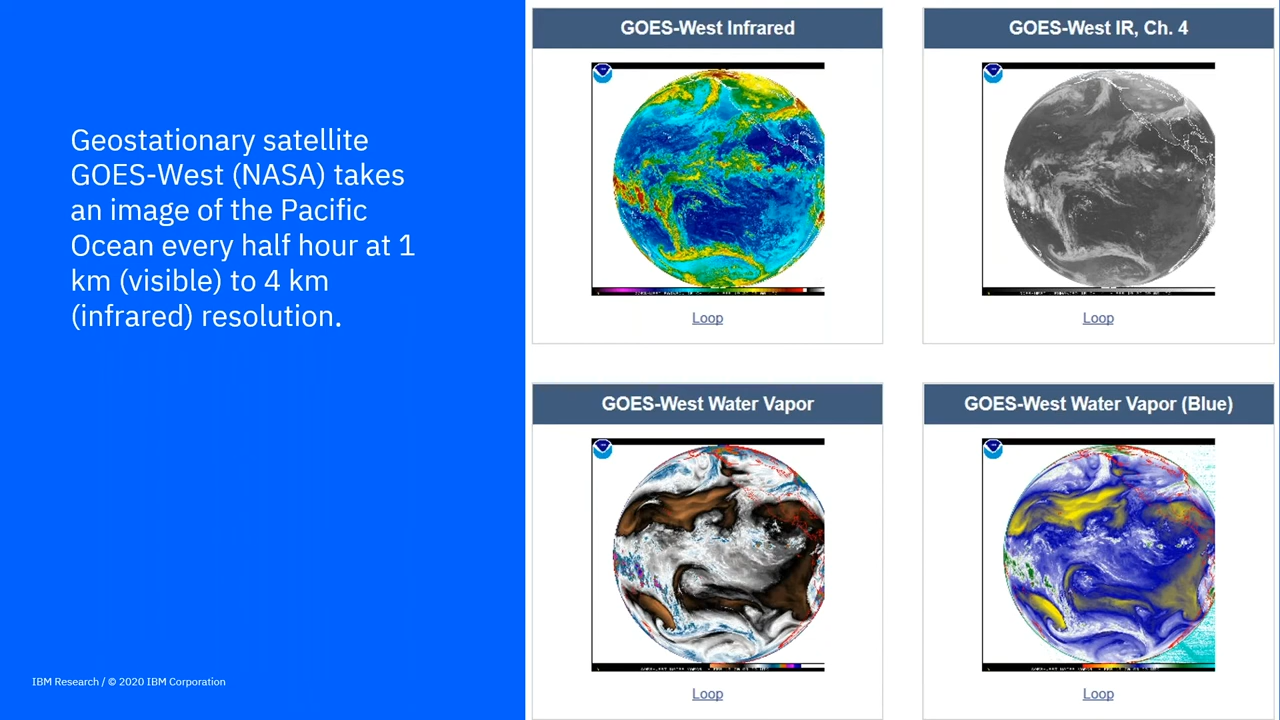 Geostationary satellite
GOES-West (NASA) takes
an image of the Pacific
Ocean every half hour at 1
km (visible) to 4 km
(infrared) resolution.
IBM Research / © 2020 IBM Corporation
GOES-West Infrared
Loop
GOES-West IR, Ch. 4
Loop
GOES-West Water Vapor
Loop
GOES-West Water Vapor (Blue)
Loop